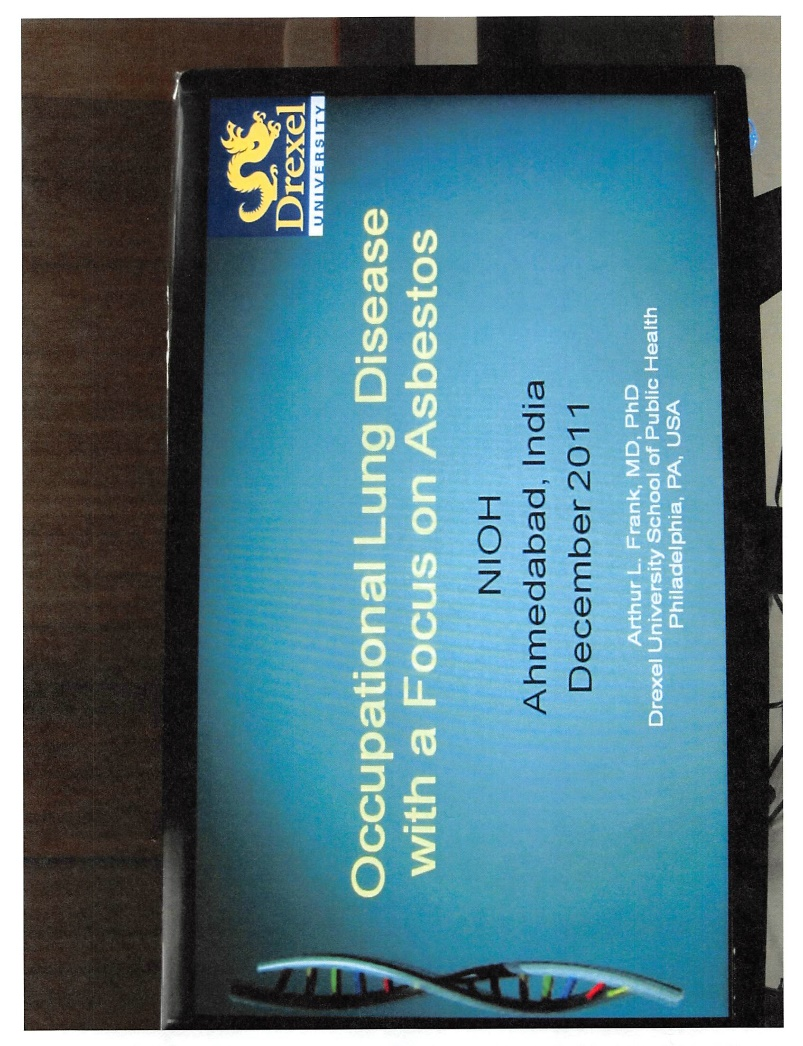 Drexel
UNIVERSITY
Occupational Lung Disease
with a Focus on Asbestos
NIOH
Ahmedabad, India
December 2011
Arthur L. Frank, MD, PhD
Drexel University School of Public Health
Philadelphia, PA, USA